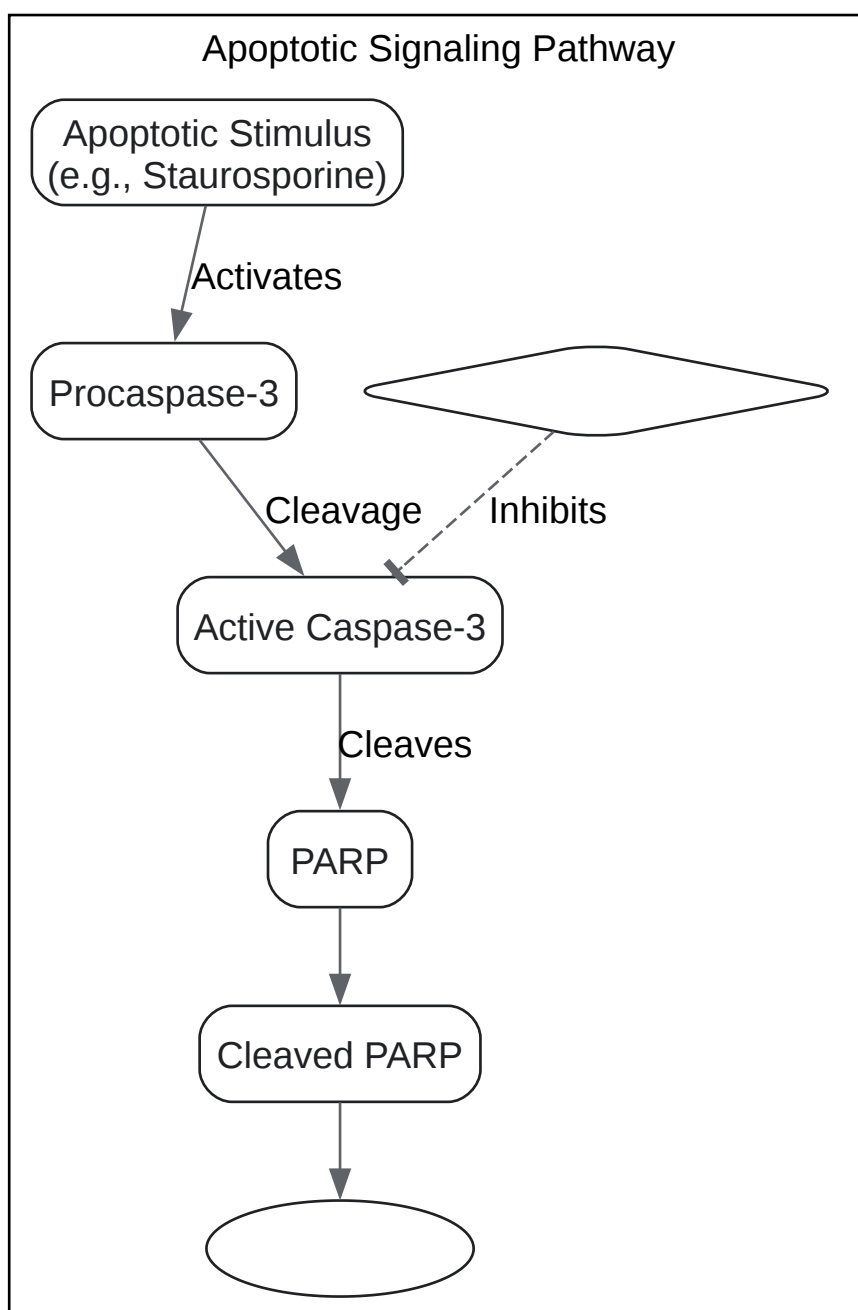 Apoptotic Signaling Pathway
Apoptotic Stimulus
(e.g., Staurosporine)
Activates
Procaspase-3
Cleavage
Inhibits
Active Caspase-3
Cleaves
PARP
Cleaved PARP